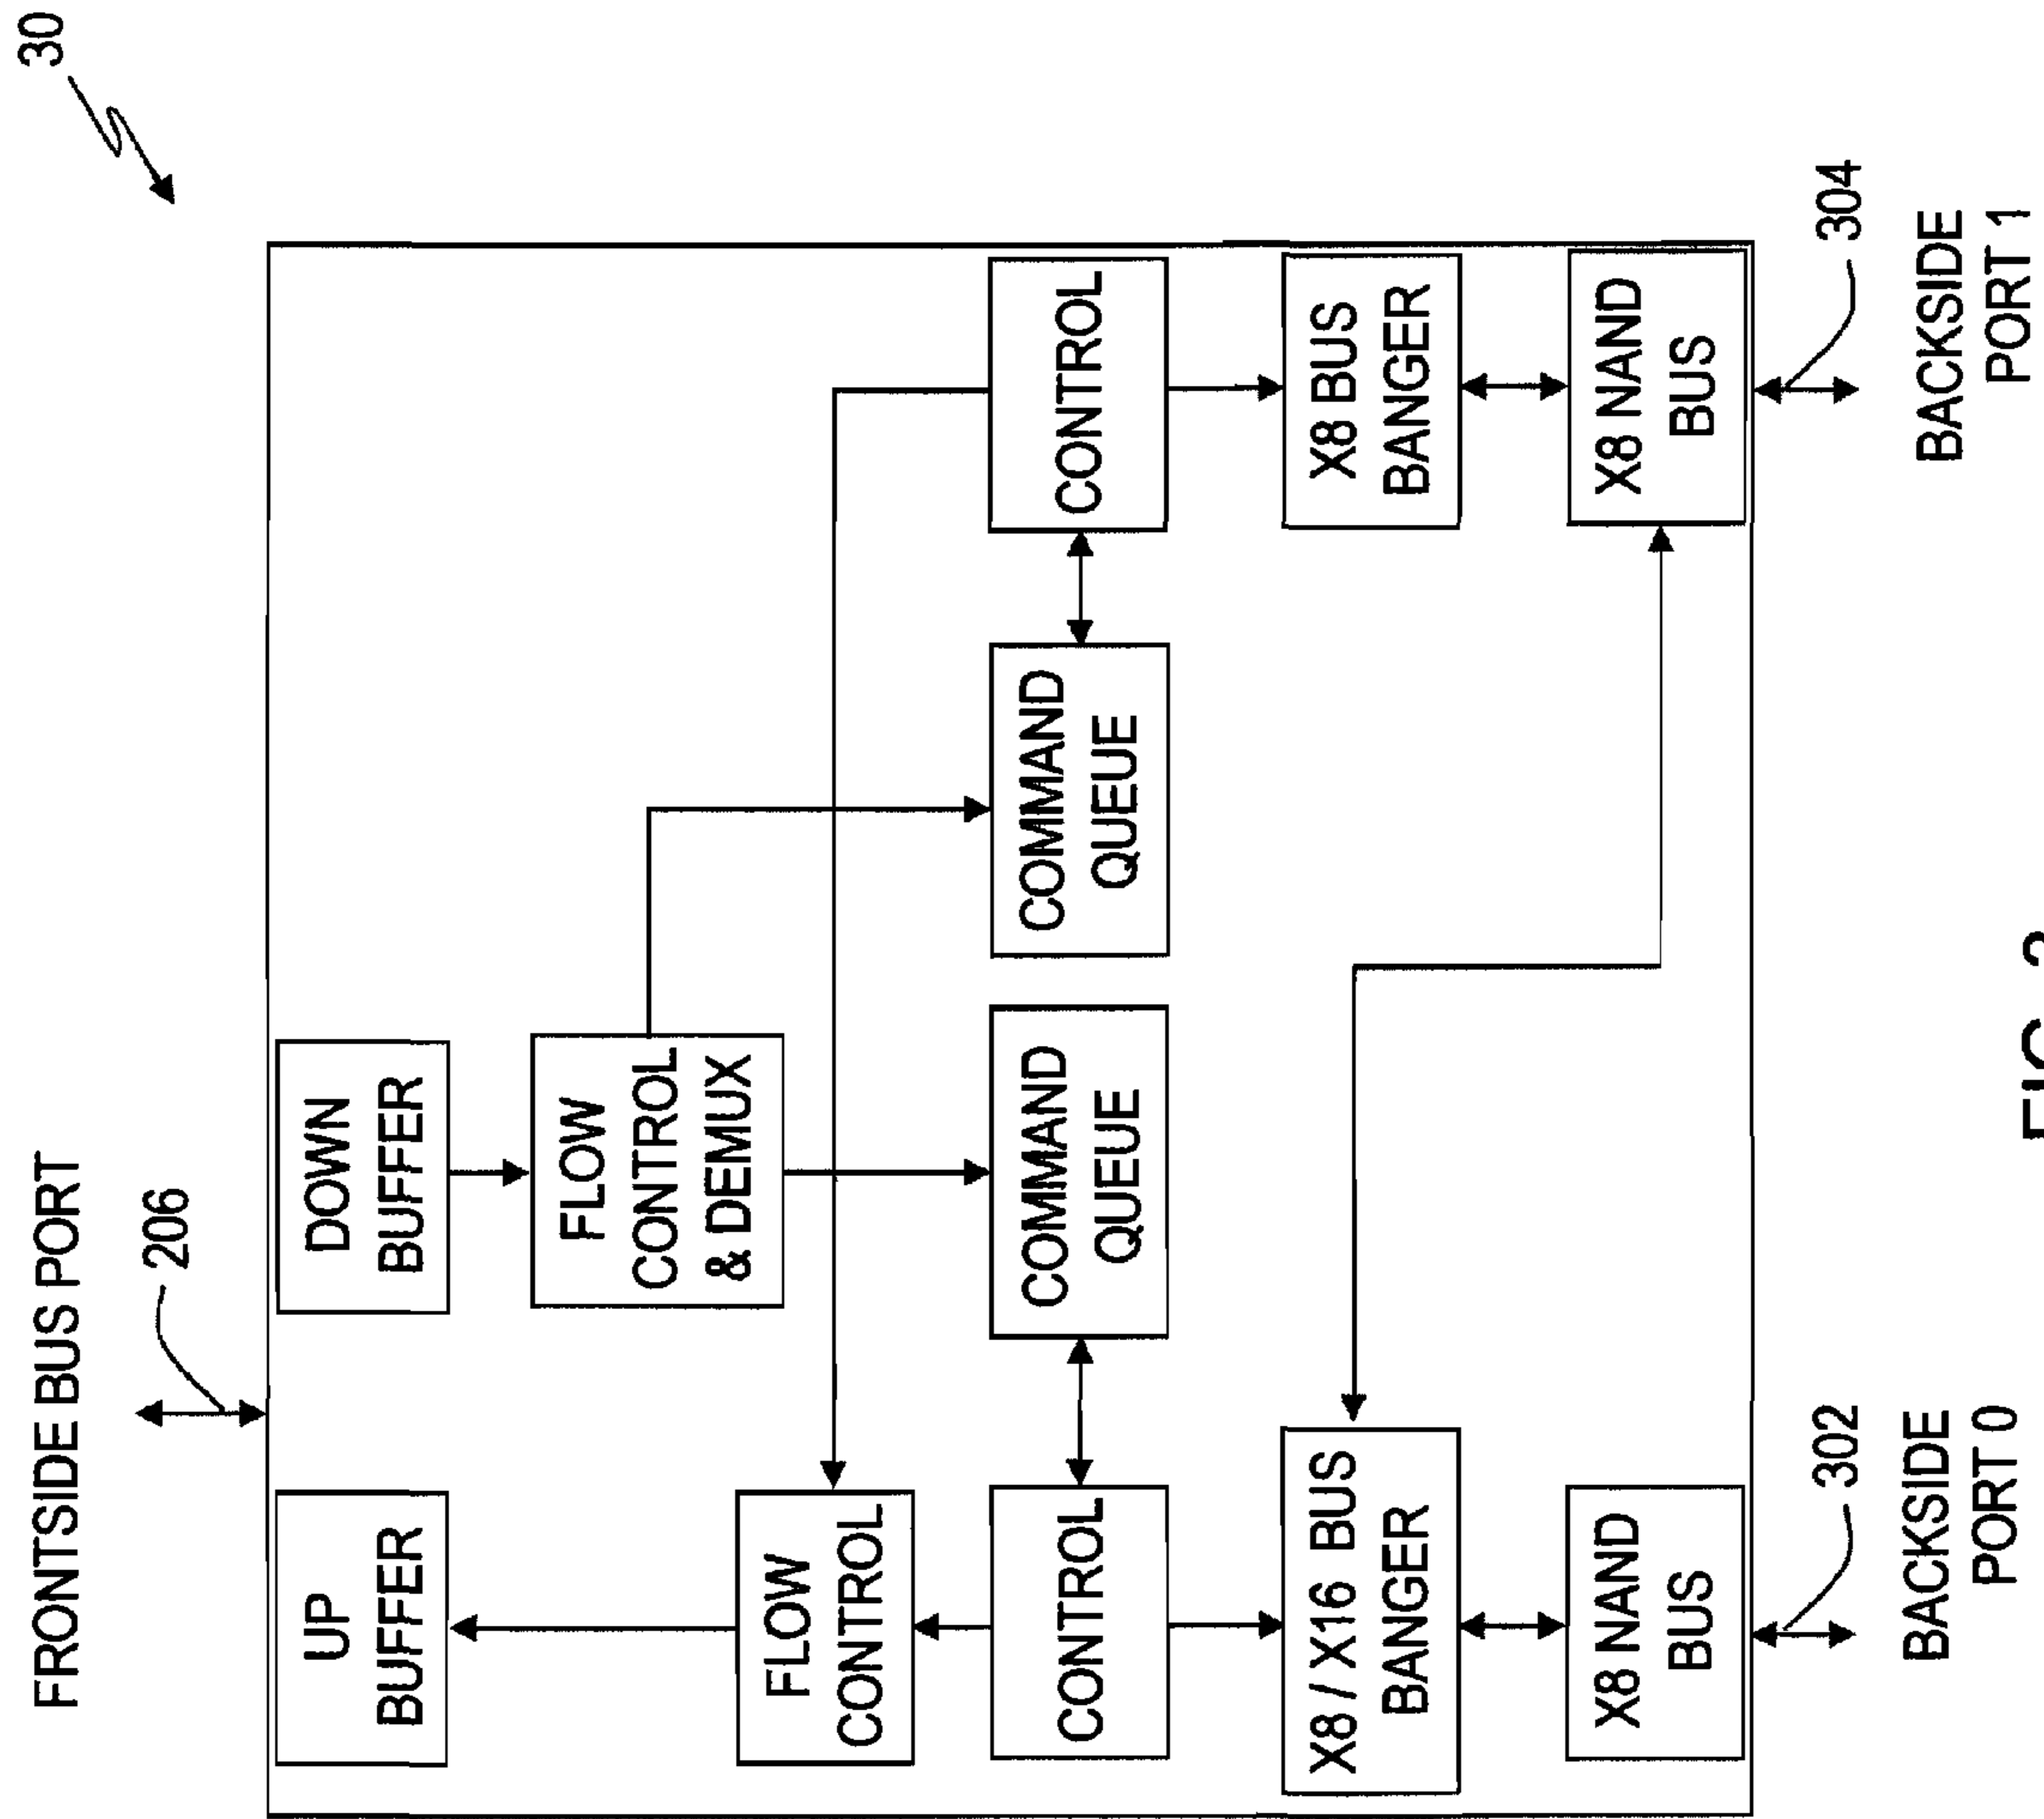 30
FRONTSIDE BUS PORT
206
UP
BUFFER
DOWN
BUFFER
FLOW
CONTROL
& DEMUX
FLOW
CONTROL
CONTROL
COMMAND
QUEUE
COMMAND
QUEUE
CONTROL
X8 / X16 BUS
BANGER
X8 BUS
BANGER
X8 NAND
BUS
X8 NAND
BUS
302
304
BACKSIDE
PORT 0
BACKSIDE
PORT 1
FIG.